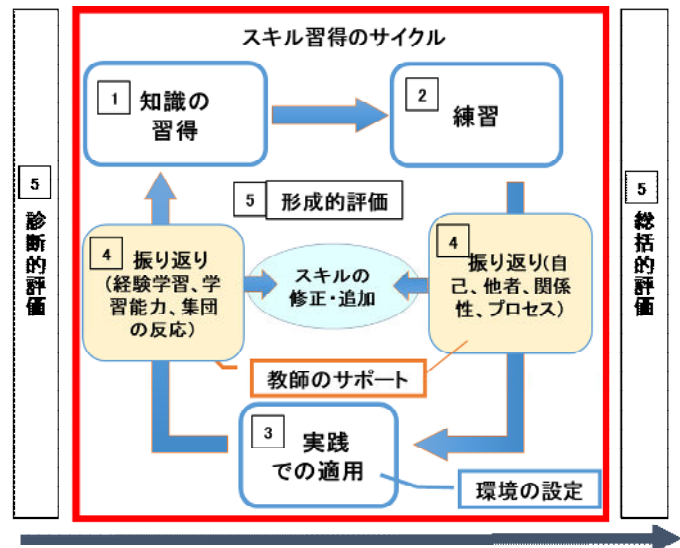 スキル習得のサイクル
1 知識の
習得
2 練習
5 診断的評価
5 形成的評価
5 総括的評価
4 振り返り
(経験学習、学
習能力、集団
の反応)
スキルの
修正・追加
4 振り返り(自
己、他者、関係
性、プロセス)
教師のサポート
3 実践
での適用
環境の設定